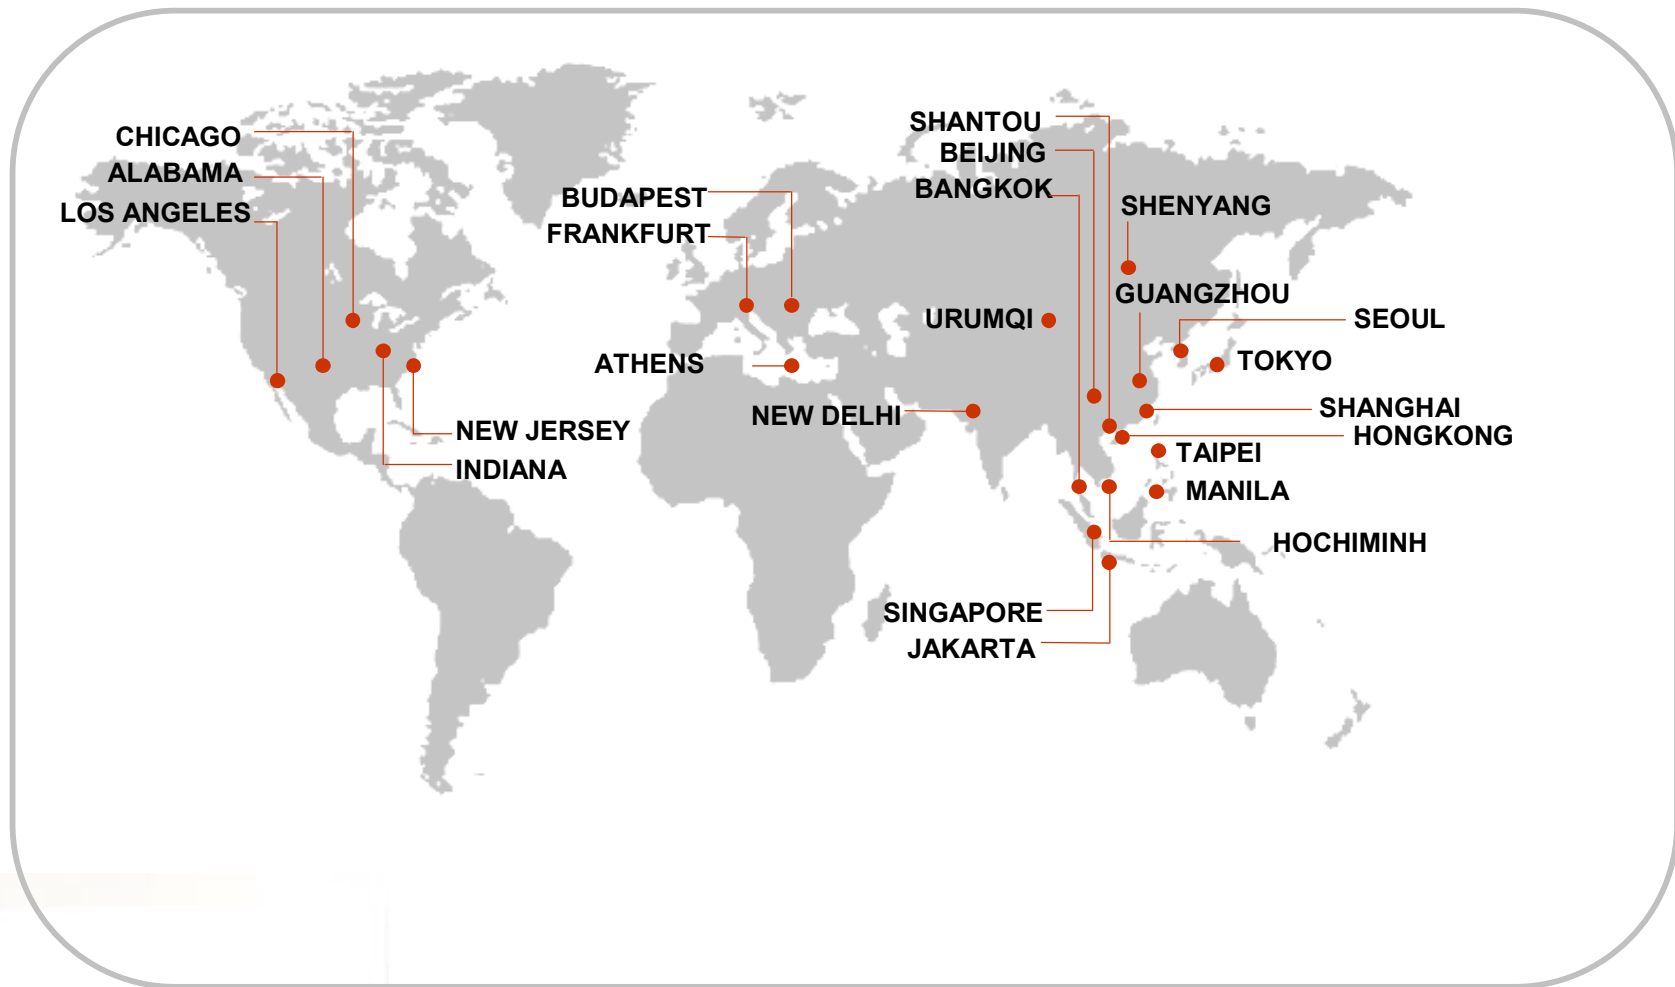 CHICAGO
ALABAMA
LOS ANGELES
NEW JERSEY
INDIANA
BUDAPEST
FRANKFURT
ATHENS
SHANTOU
BEIJING
BANGKOK
SHENYANG
GUANGZHOU
URUMQI
SEOUL
TOKYO
NEW DELHI
SHANGHAI
HONGKONG
TAIPEI
MANILA
HOCHIMINH
SINGAPORE
JAKARTA